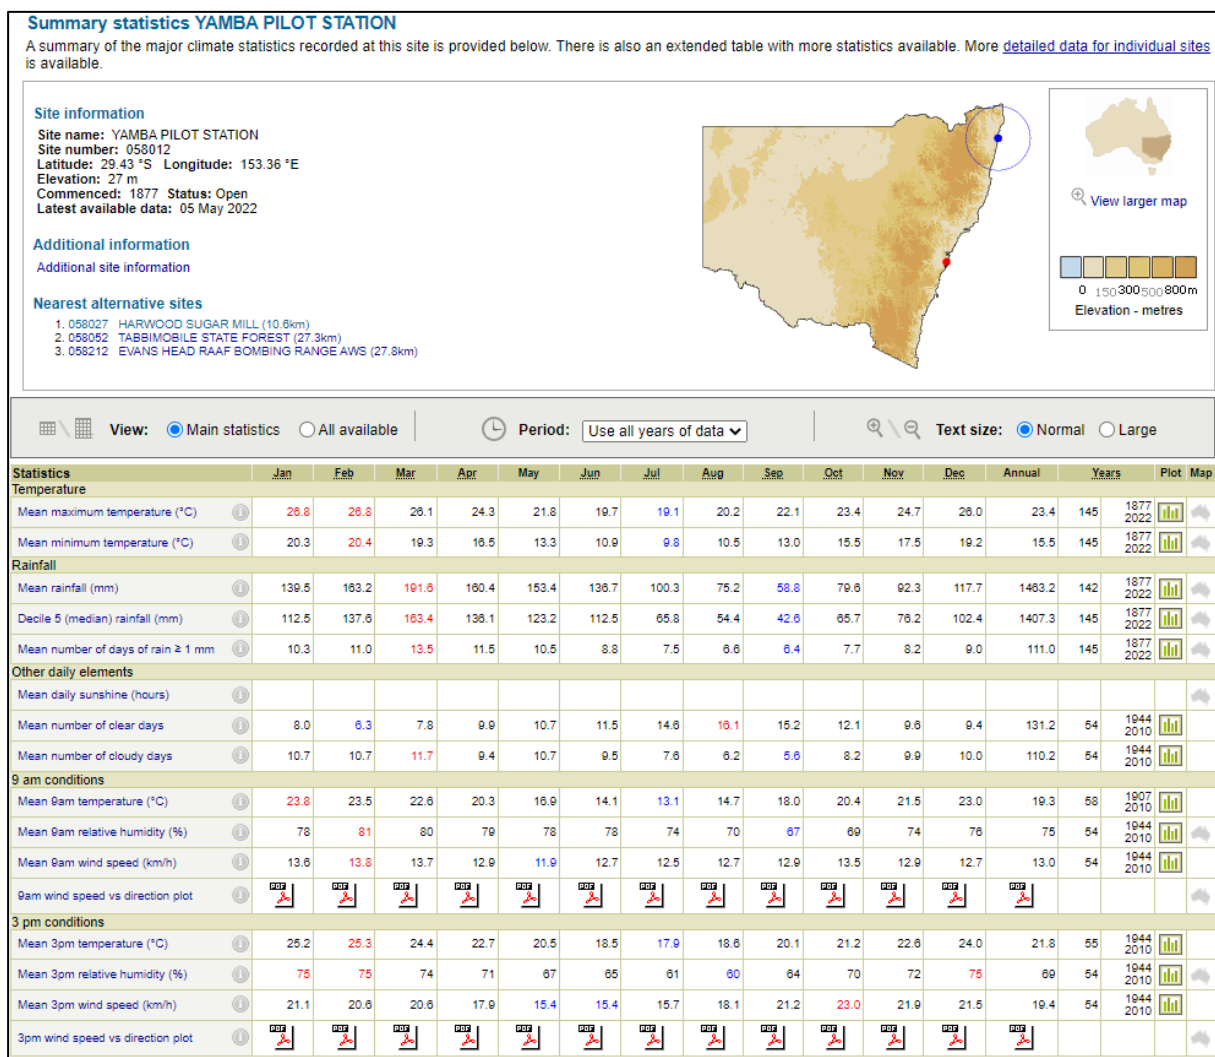 Summary statistics YAMBA PILOT STATION
A summary of the major climate statistics recorded at this site is provided below. There is also an extended table with more statistics available. More detailed data for individual sites
is available.
Site information
Site name: YAMBA PILOT STATION
Site number: 058012
Latitude: 29.43 °S Longitude: 153.36 °E
Elevation: 27 m
Commenced: 1877 Status: Open
Latest available data: 05 May 2022
Additional information
Additional site information
Nearest alternative sites
1. 058027 HARWOOD SUGAR MILL (10.6km)
2. 058052 TABBIMOBILE STATE FOREST (27.3km)
3. 058212 EVANS HEAD RAAF BOMBING RANGE AWS (27.8km)
View larger map
0 150 300 500 800m
Elevation - metres
View: Main statistics All available Period: Use all years of data Text size: Normal Large
Statistics Jan Feb Mar Apr May Jun Jul Aug Sep Oct Nov Dec Annual Years Plot Map
Temperature
Mean maximum temperature (°C) 26.8 26.8 26.1 24.3 21.8 19.7 19.1 20.2 22.1 23.4 24.7 26.0 23.4 145 1877 2022
Mean minimum temperature (°C) 20.3 20.4 19.3 16.5 13.3 10.9 9.8 10.5 13.0 15.5 17.5 19.2 15.5 145 1877 2022
Rainfall
Mean rainfall (mm) 139.5 163.2 191.6 160.4 153.4 136.7 100.3 75.2 58.8 79.6 92.3 117.7 1463.2 142 1877 2022
Decile 5 (median) rainfall (mm) 112.5 137.6 163.4 136.1 123.2 112.5 65.8 54.4 42.6 65.7 76.2 102.4 1407.3 145 1877 2022
Mean number of days of rain ≥ 1 mm 10.3 11.0 13.5 11.5 10.5 8.8 7.5 6.6 6.4 7.7 8.2 9.0 111.0 145 1877 2022
Other daily elements
Mean daily sunshine (hours)
Mean number of clear days 8.0 6.3 7.8 9.9 10.7 11.5 14.6 16.1 15.2 12.1 9.6 9.4 131.2 54 1944 2010
Mean number of cloudy days 10.7 10.7 11.7 9.4 10.7 9.5 7.6 6.2 5.6 8.2 9.9 10.0 110.2 54 1944 2010
9 am conditions
Mean 9am temperature (°C) 23.8 23.5 22.6 20.3 16.9 14.1 13.1 14.7 18.0 20.4 21.5 23.0 19.3 58 1907 2010
Mean 9am relative humidity (%) 78 81 80 79 78 78 74 70 67 69 74 76 75 54 1944 2010
Mean 9am wind speed (km/h) 13.6 13.8 13.7 12.9 11.9 12.7 12.5 12.7 12.9 13.5 12.9 12.7 13.0 54 1944 2010
9am wind speed vs direction plot PDF PDF PDF PDF PDF PDF PDF PDF PDF PDF PDF PDF PDF
3 pm conditions
Mean 3pm temperature (°C) 25.2 25.3 24.4 22.7 20.5 18.5 17.9 18.6 20.1 21.2 22.6 24.0 21.8 55 1944 2010
Mean 3pm relative humidity (%) 75 75 74 71 67 65 61 60 64 70 72 75 69 54 1944 2010
Mean 3pm wind speed (km/h) 21.1 20.6 20.6 17.9 15.4 15.4 15.7 18.1 21.2 23.0 21.9 21.5 19.4 54 1944 2010
3pm wind speed vs direction plot PDF PDF PDF PDF PDF PDF PDF PDF PDF PDF PDF PDF PDF